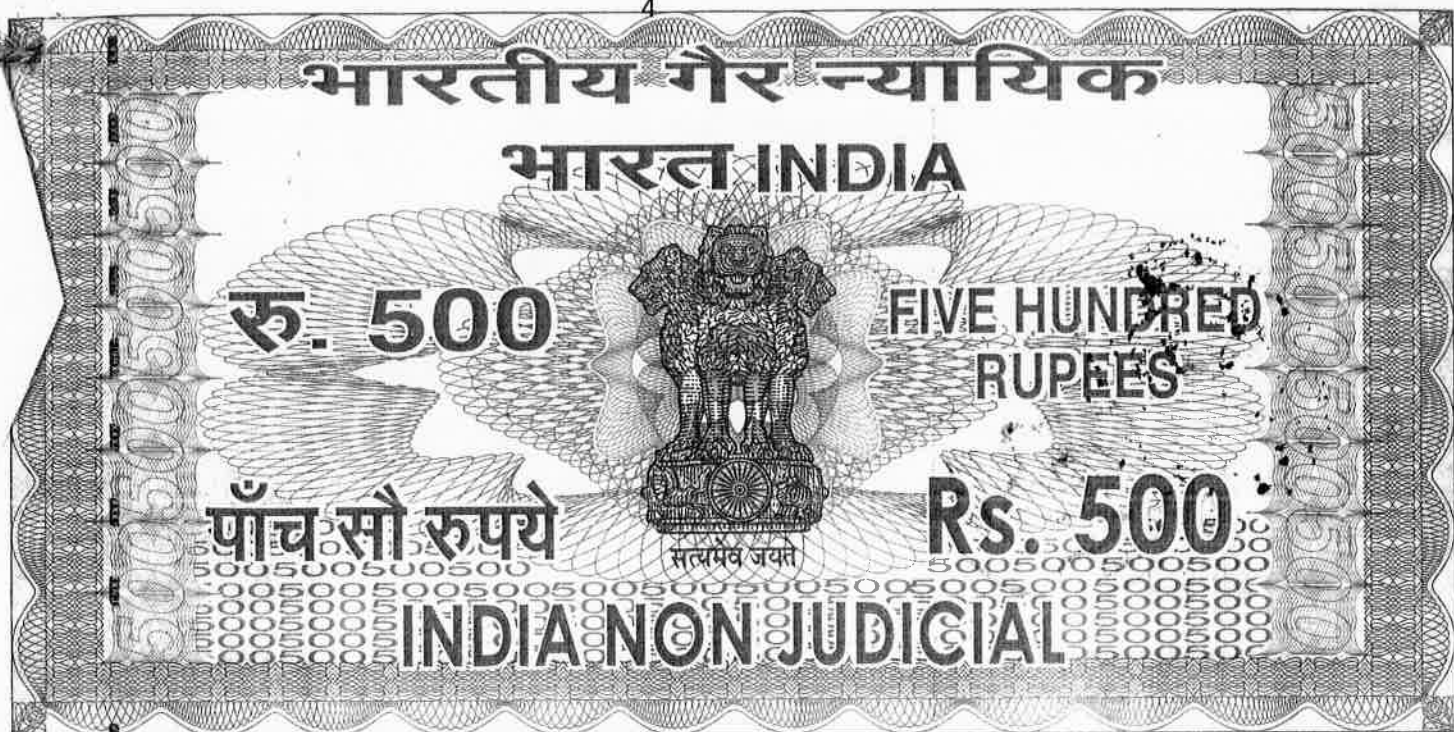 4
भारतीय गैर न्यायिक
भारत INDIA
रु. 500
FIVE HUNDRED
RUPEES
पाँच सौ रुपये
Rs. 500
सत्यमेव जयते
INDIA NON JUDICIAL